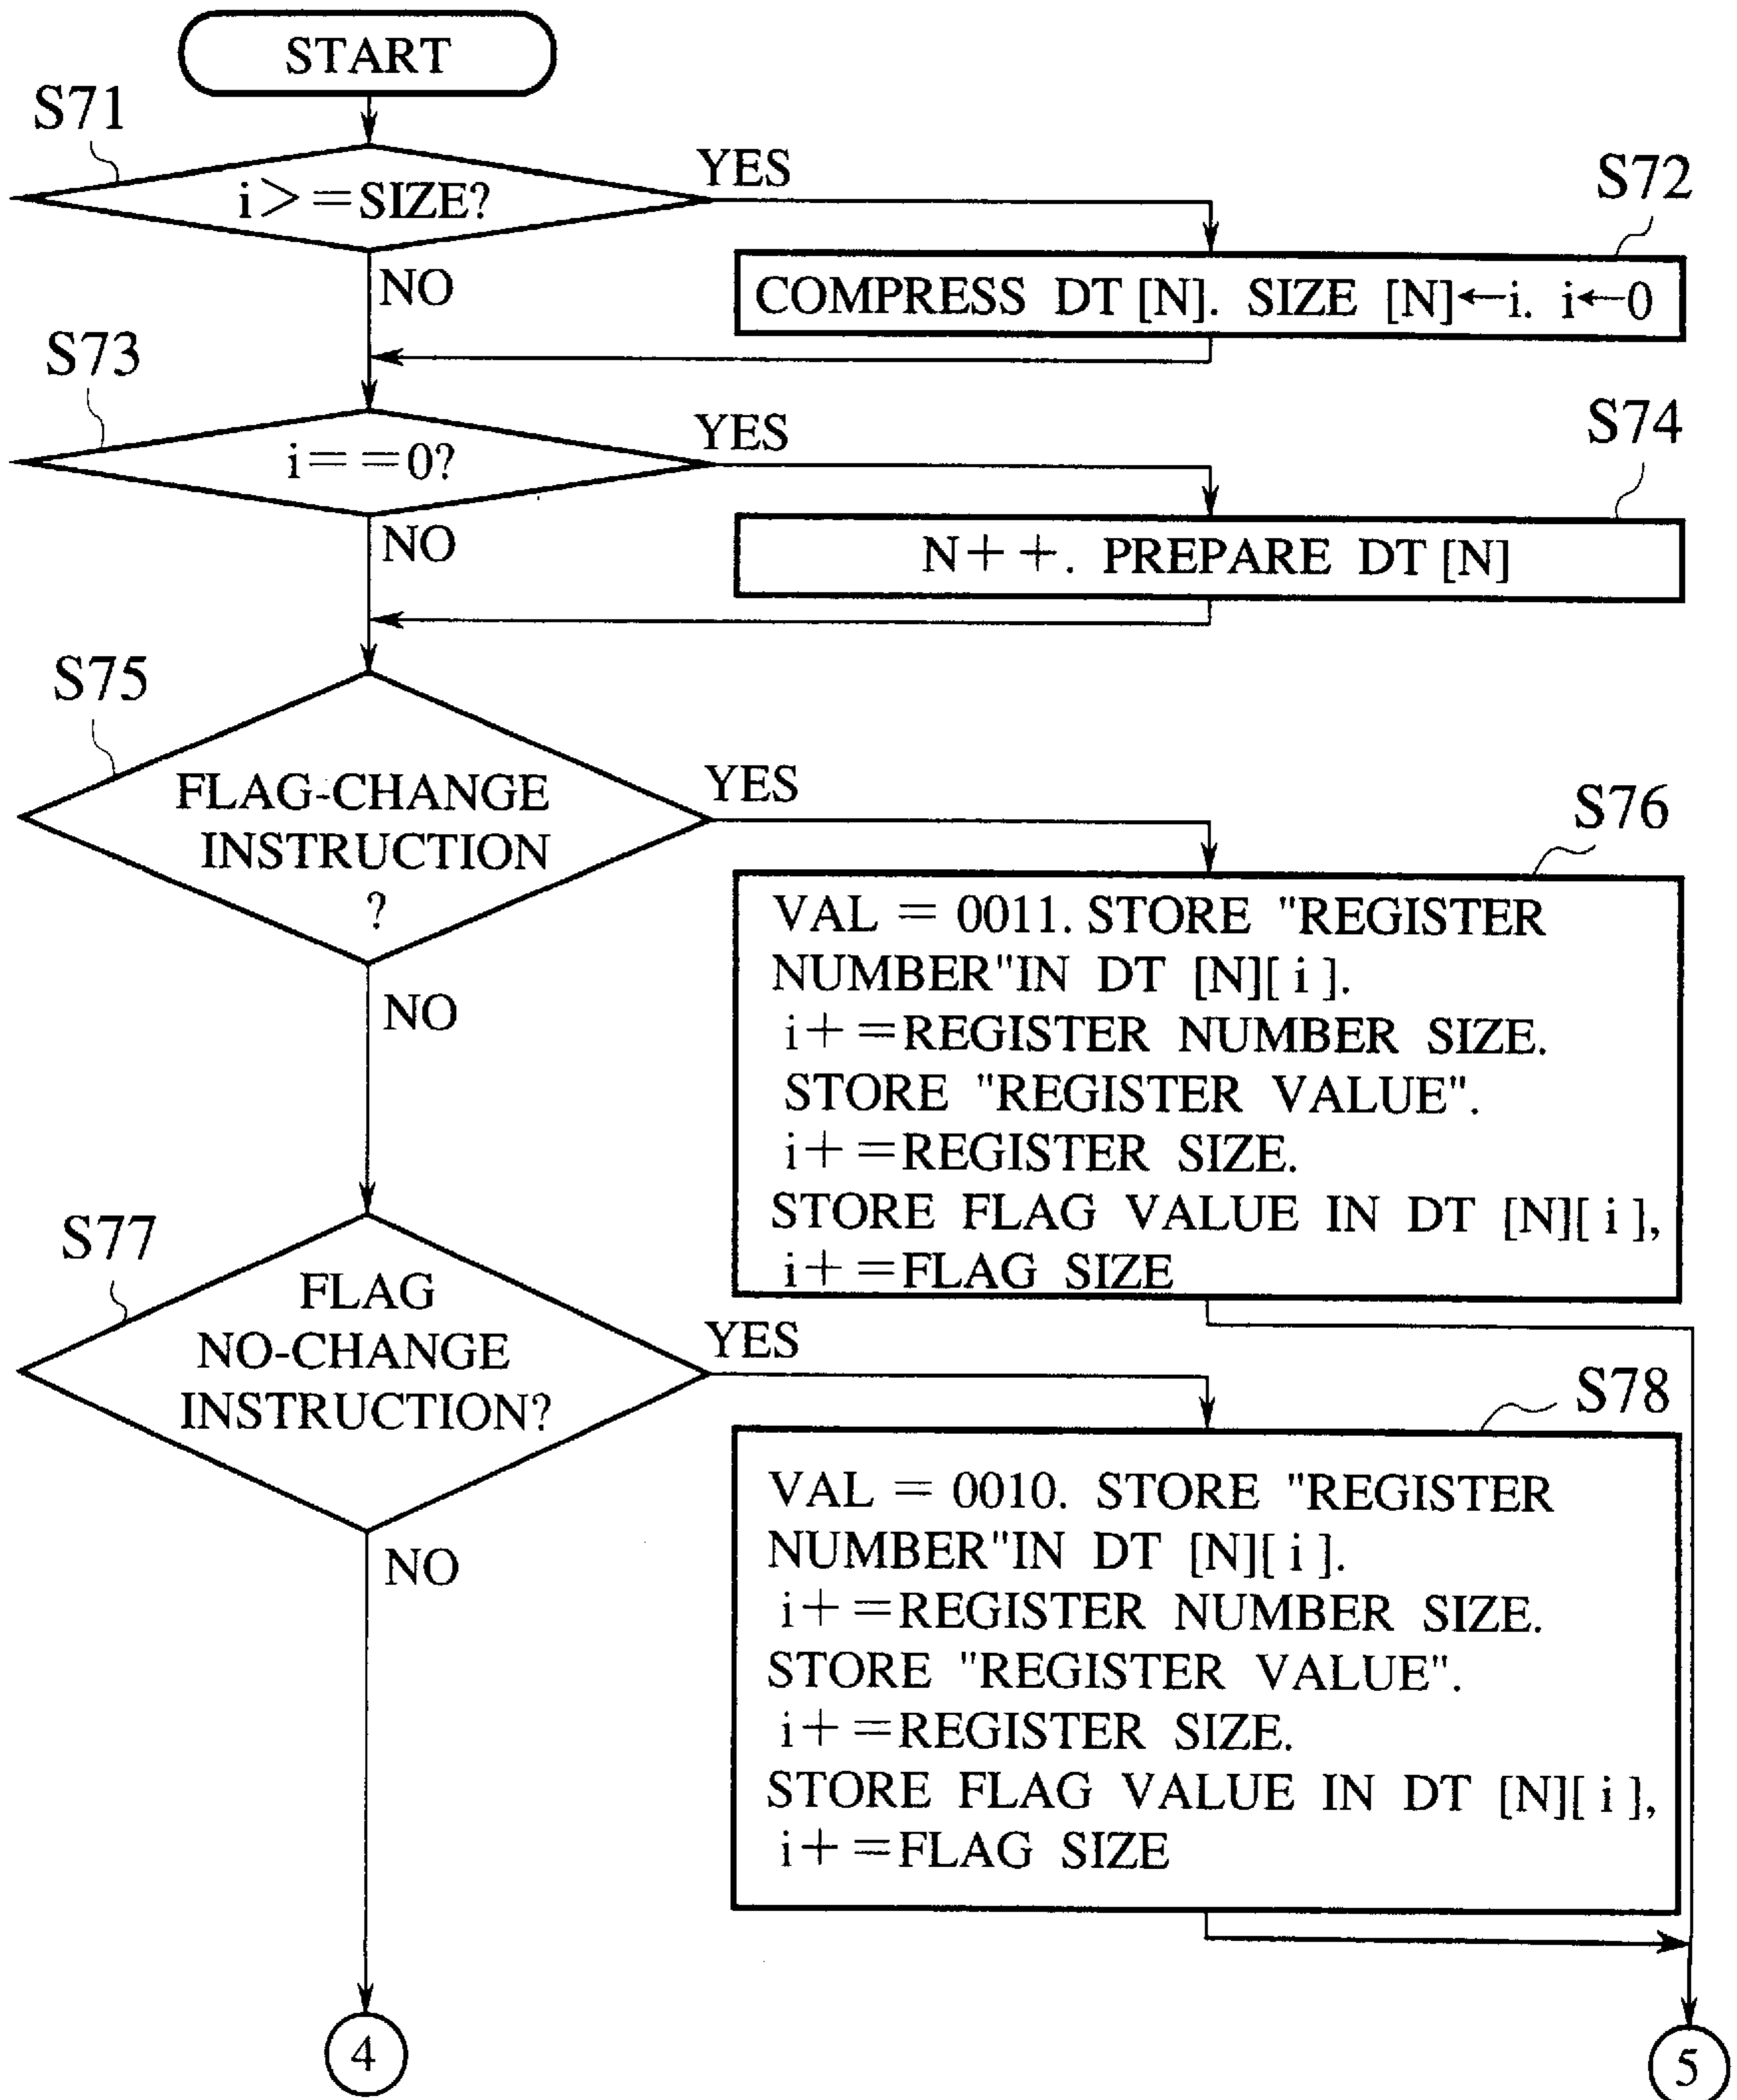 START
S71
i>=SIZE?
YES
NO
S72
COMPRESS DT [N]. SIZE [N]←i. i←0
S73
i==0?
YES
NO
S74
N++. PREPARE DT [N]
S75
FLAG-CHANGE
INSTRUCTION
?
YES
NO
S76
VAL = 0011. STORE "REGISTER
NUMBER"IN DT [N][ i ].
i+=REGISTER NUMBER SIZE.
STORE "REGISTER VALUE".
i+=REGISTER SIZE.
STORE FLAG VALUE IN DT [N][ i ],
i+=FLAG SIZE
S77
FLAG
NO-CHANGE
INSTRUCTION?
YES
NO
S78
VAL = 0010. STORE "REGISTER
NUMBER"IN DT [N][ i ].
i+=REGISTER NUMBER SIZE.
STORE "REGISTER VALUE".
i+=REGISTER SIZE.
STORE FLAG VALUE IN DT [N][ i ],
i+=FLAG SIZE
4
5